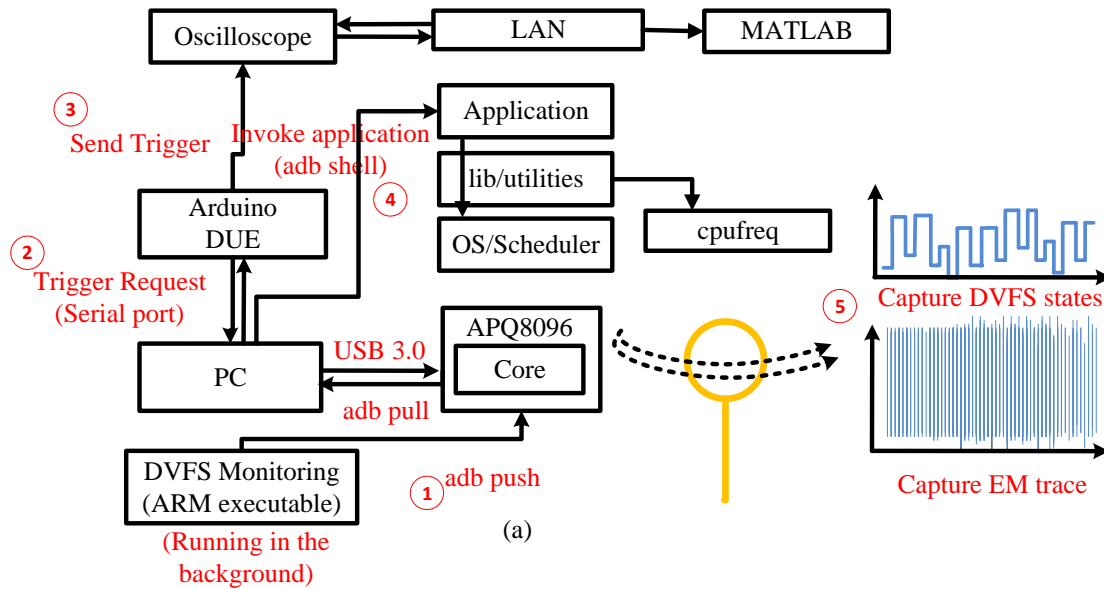 Oscilloscope
LAN
MATLAB
3
Send Trigger
Invoke application
(adb shell)
4
Application
lib/utilities
OS/Scheduler
cpufreq
Arduino
DUE
2
Trigger Request
(Serial port)
PC
USB 3.0
adb pull
APQ8096
Core
5
Capture DVFS states
Capture EM trace
DVFS Monitoring
(ARM executable)
(Running in the
background)
1
adb push
(a)